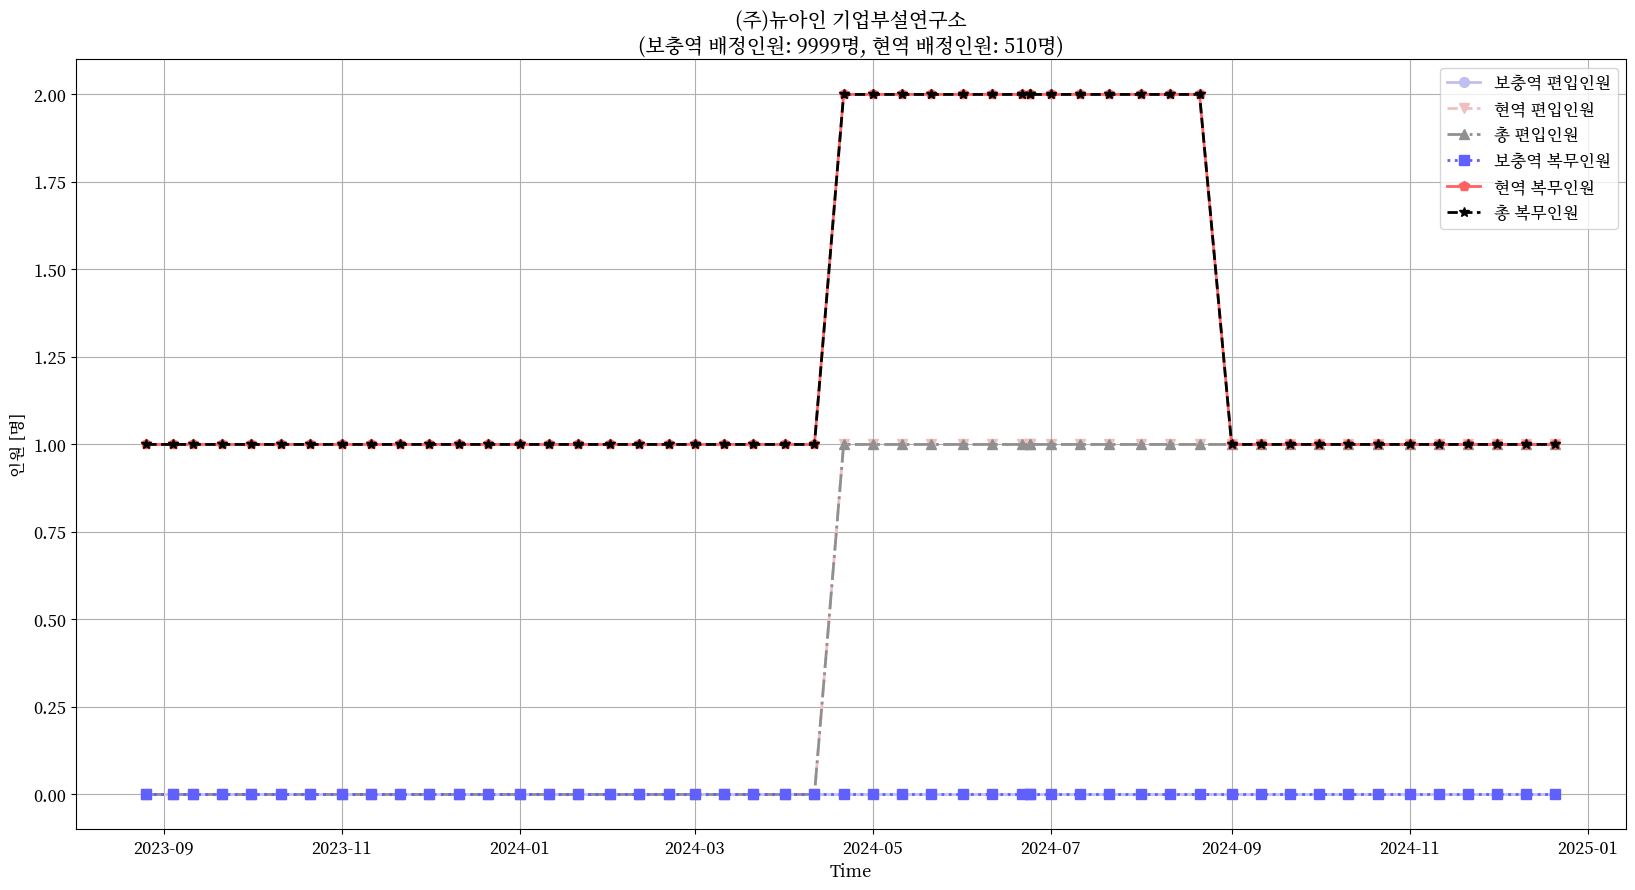 (주)뉴아인 기업부설연구소
(보충역 배정인원: 9999명, 현역 배정인원: 510명)
보충역 편입인원
현역 편입인원
총 편입인원
보충역 복무인원
현역 복무인원
총 복무인원
2.00
1.75
1.50
1.25
1.00
0.75
0.50
0.25
0.00
인원 [명]
2023-09
2023-11
2024-01
2024-03
2024-05
2024-07
2024-09
2024-11
2025-01
Time